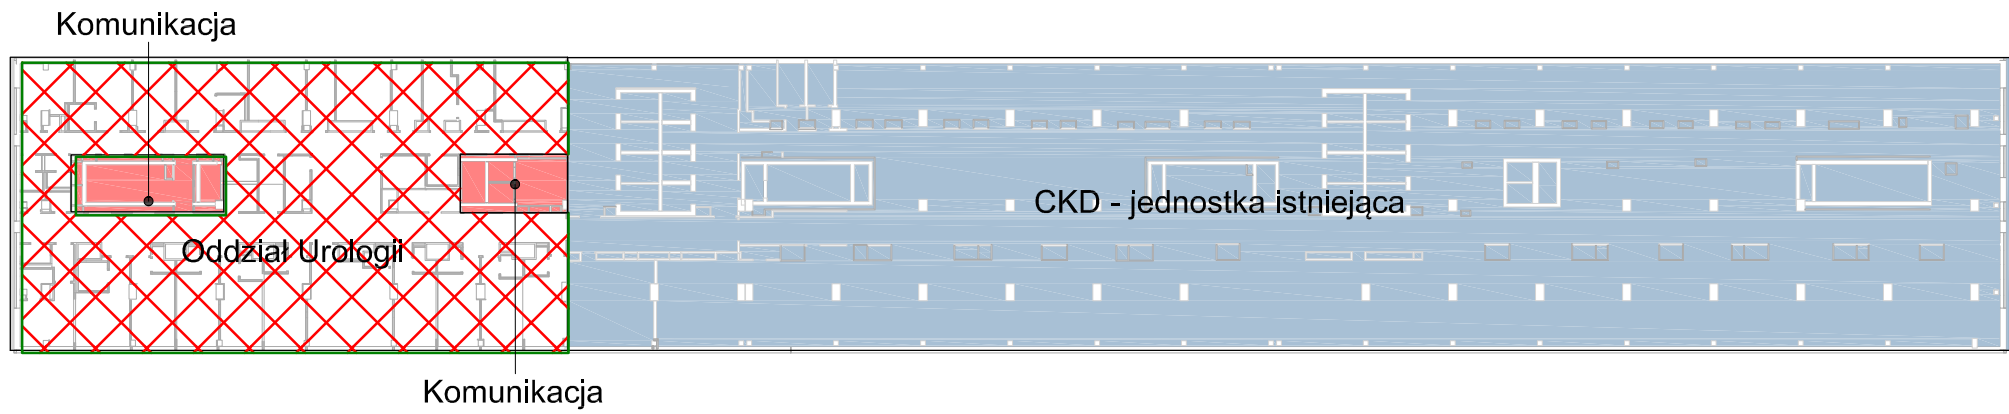 Komunikacja
CKD - jednostka istniejąca
Oddział Urologii
Komunikacja